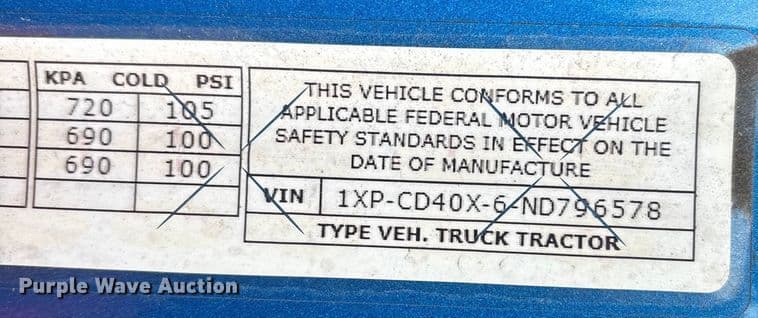 KPA COLD PSI
720 105
690 100
690 100
THIS VEHICLE CONFORMS TO ALL
APPLICABLE FEDERAL MOTOR VEHICLE
SAFETY STANDARDS IN EFFECT ON THE
DATE OF MANUFACTURE
VIN 1XP-CD40X-6-ND796578
TYPE VEH. TRUCK TRACTOR
Purple Wave Auction